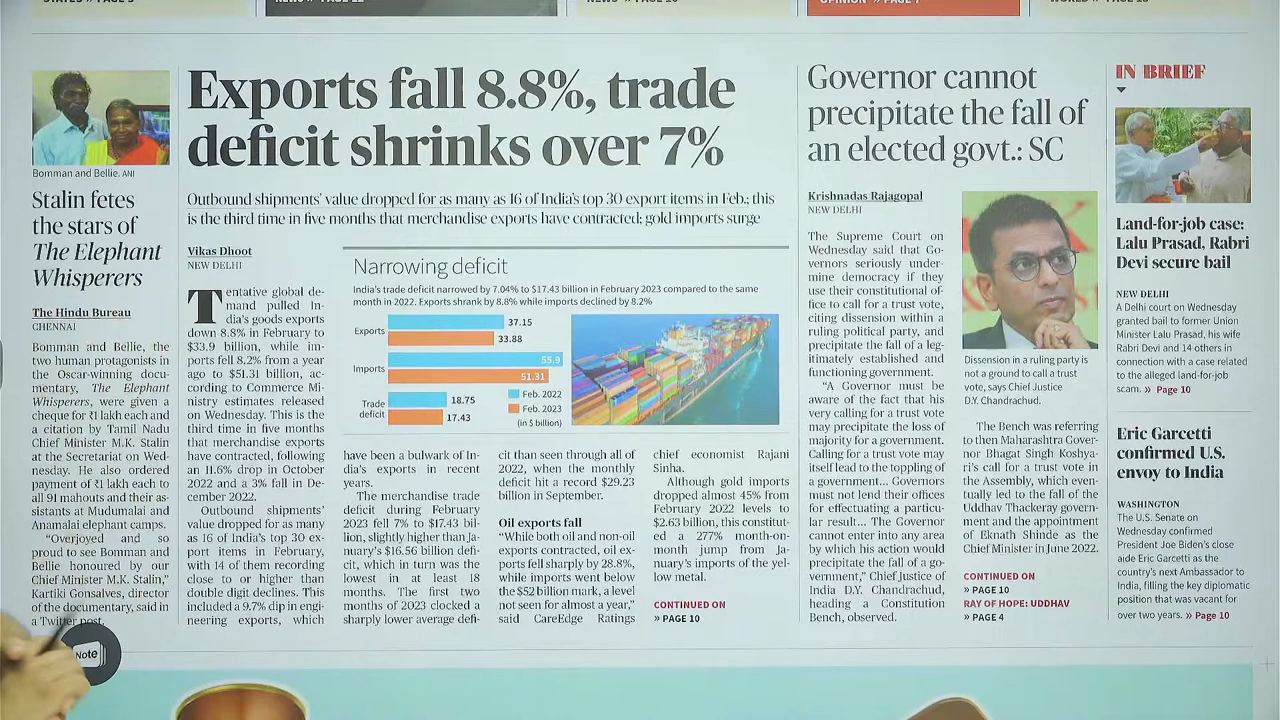 STATES » PAGE 5
NEWS » PAGE 12
NEWS » PAGE 10
OPINION » PAGE 7
WORLD » PAGE 15
Bomman and Bellie. ANI
Stalin fetes
the stars of
The Elephant
Whisperers
The Hindu Bureau
CHENNAI
Bomman and Bellie, the
two human protagonists in
the Oscar-winning docu-
mentary, The Elephant
Whisperers, were given a
cheque for ₹1 lakh each and
a citation by Tamil Nadu
Chief Minister M.K. Stalin
at the Secretariat on Wed-
nesday. He also ordered
payment of ₹1 lakh each to
all 91 mahouts and their as-
sistants at Mudumalai and
Anamalai elephant camps.
"Overjoyed and so
proud to see Bomman and
Bellie honoured by our
Chief Minister M.K. Stalin,"
Kartiki Gonsalves, director
of the documentary, said in
a Twitter post.
Note
Exports fall 8.8%, trade
deficit shrinks over 7%
Outbound shipments' value dropped for as many as 16 of India's top 30 export items in Feb.; this
is the third time in five months that merchandise exports have contracted; gold imports surge
Vikas Dhoot
NEW DELHI
Tentative global de-
mand pulled In-
dia's goods exports
down 8.8% in February to
$33.9 billion, while im-
ports fell 8.2% from a year
ago to $51.31 billion, ac-
cording to Commerce Mi-
nistry estimates released
on Wednesday. This is the
third time in five months
that merchandise exports
have contracted, following
an 11.6% drop in October
2022 and a 3% fall in De-
cember 2022.
Outbound shipments'
value dropped for as many
as 16 of India's top 30 ex-
port items in February,
with 14 of them recording
close to or higher than
double digit declines. This
included a 9.7% dip in engi-
neering exports, which
Narrowing deficit
India's trade deficit narrowed by 7.04% to $17.43 billion in February 2023 compared to the same
month in 2022. Exports shrank by 8.8% while imports declined by 8.2%
Exports
37.15
33.88
Imports
55.9
51.31
Trade
deficit
18.75
17.43
Feb. 2022
Feb. 2023
(in $ billion)
have been a bulwark of In-
dia's exports in recent
years.
The merchandise trade
deficit during February
2023 fell 7% to $17.43 bil-
lion, slightly higher than Ja-
nuary's $16.56 billion defi-
cit, which in turn was the
lowest in at least 18
months. The first two
months of 2023 clocked a
sharply lower average defi-
cit than seen through all of
2022, when the monthly
deficit hit a record $29.23
billion in September.
Oil exports fall
"While both oil and non-oil
exports contracted, oil ex-
ports fell sharply by 28.8%,
while imports went below
the $52 billion mark, a level
not seen for almost a year,"
said CareEdge Ratings
chief economist Rajani
Sinha.
Although gold imports
dropped almost 45% from
February 2022 levels to
$2.63 billion, this constitut-
ed a 277% month-on-
month jump from Ja-
nuary's imports of the yel-
low metal.
CONTINUED ON
» PAGE 10
Governor cannot
precipitate the fall of
an elected govt.: SC
Krishnadas Rajagopal
NEW DELHI
The Supreme Court on
Wednesday said that Go-
vernors seriously under-
mine democracy if they
use their constitutional of-
fice to call for a trust vote,
citing dissension within a
ruling political party, and
precipitate the fall of a leg-
itimately established and
functioning government.
"A Governor must be
aware of the fact that his
very calling for a trust vote
may precipitate the loss of
majority for a government.
Calling for a trust vote may
itself lead to the toppling of
a government... Governors
must not lend their offices
for effectuating a particu-
lar result... The Governor
cannot enter into any area
by which his action would
precipitate the fall of a go-
vernment," Chief Justice of
India D.Y. Chandrachud,
heading a Constitution
Bench, observed.
Dissension in a ruling party is
not a ground to call a trust
vote, says Chief Justice
D.Y. Chandrachud.
The Bench was referring
to then Maharashtra Gover-
nor Bhagat Singh Koshya-
ri's call for a trust vote in
the Assembly, which even-
tually led to the fall of the
Uddhav Thackeray govern-
ment and the appointment
of Eknath Shinde as the
Chief Minister in June 2022.
CONTINUED ON
» PAGE 10
RAY OF HOPE: UDDHAV
» PAGE 4
IN BRIEF
Land-for-job case:
Lalu Prasad, Rabri
Devi secure bail
NEW DELHI
A Delhi court on Wednesday
granted bail to former Union
Minister Lalu Prasad, his wife
Rabri Devi and 14 others in
connection with a case related
to the alleged land-for-job
scam. » Page 10
Eric Garcetti
confirmed U.S.
envoy to India
WASHINGTON
The U.S. Senate on
Wednesday confirmed
President Joe Biden's close
aide Eric Garcetti as the
country's next Ambassador to
India, filling the key diplomatic
position that was vacant for
over two years. » Page 10